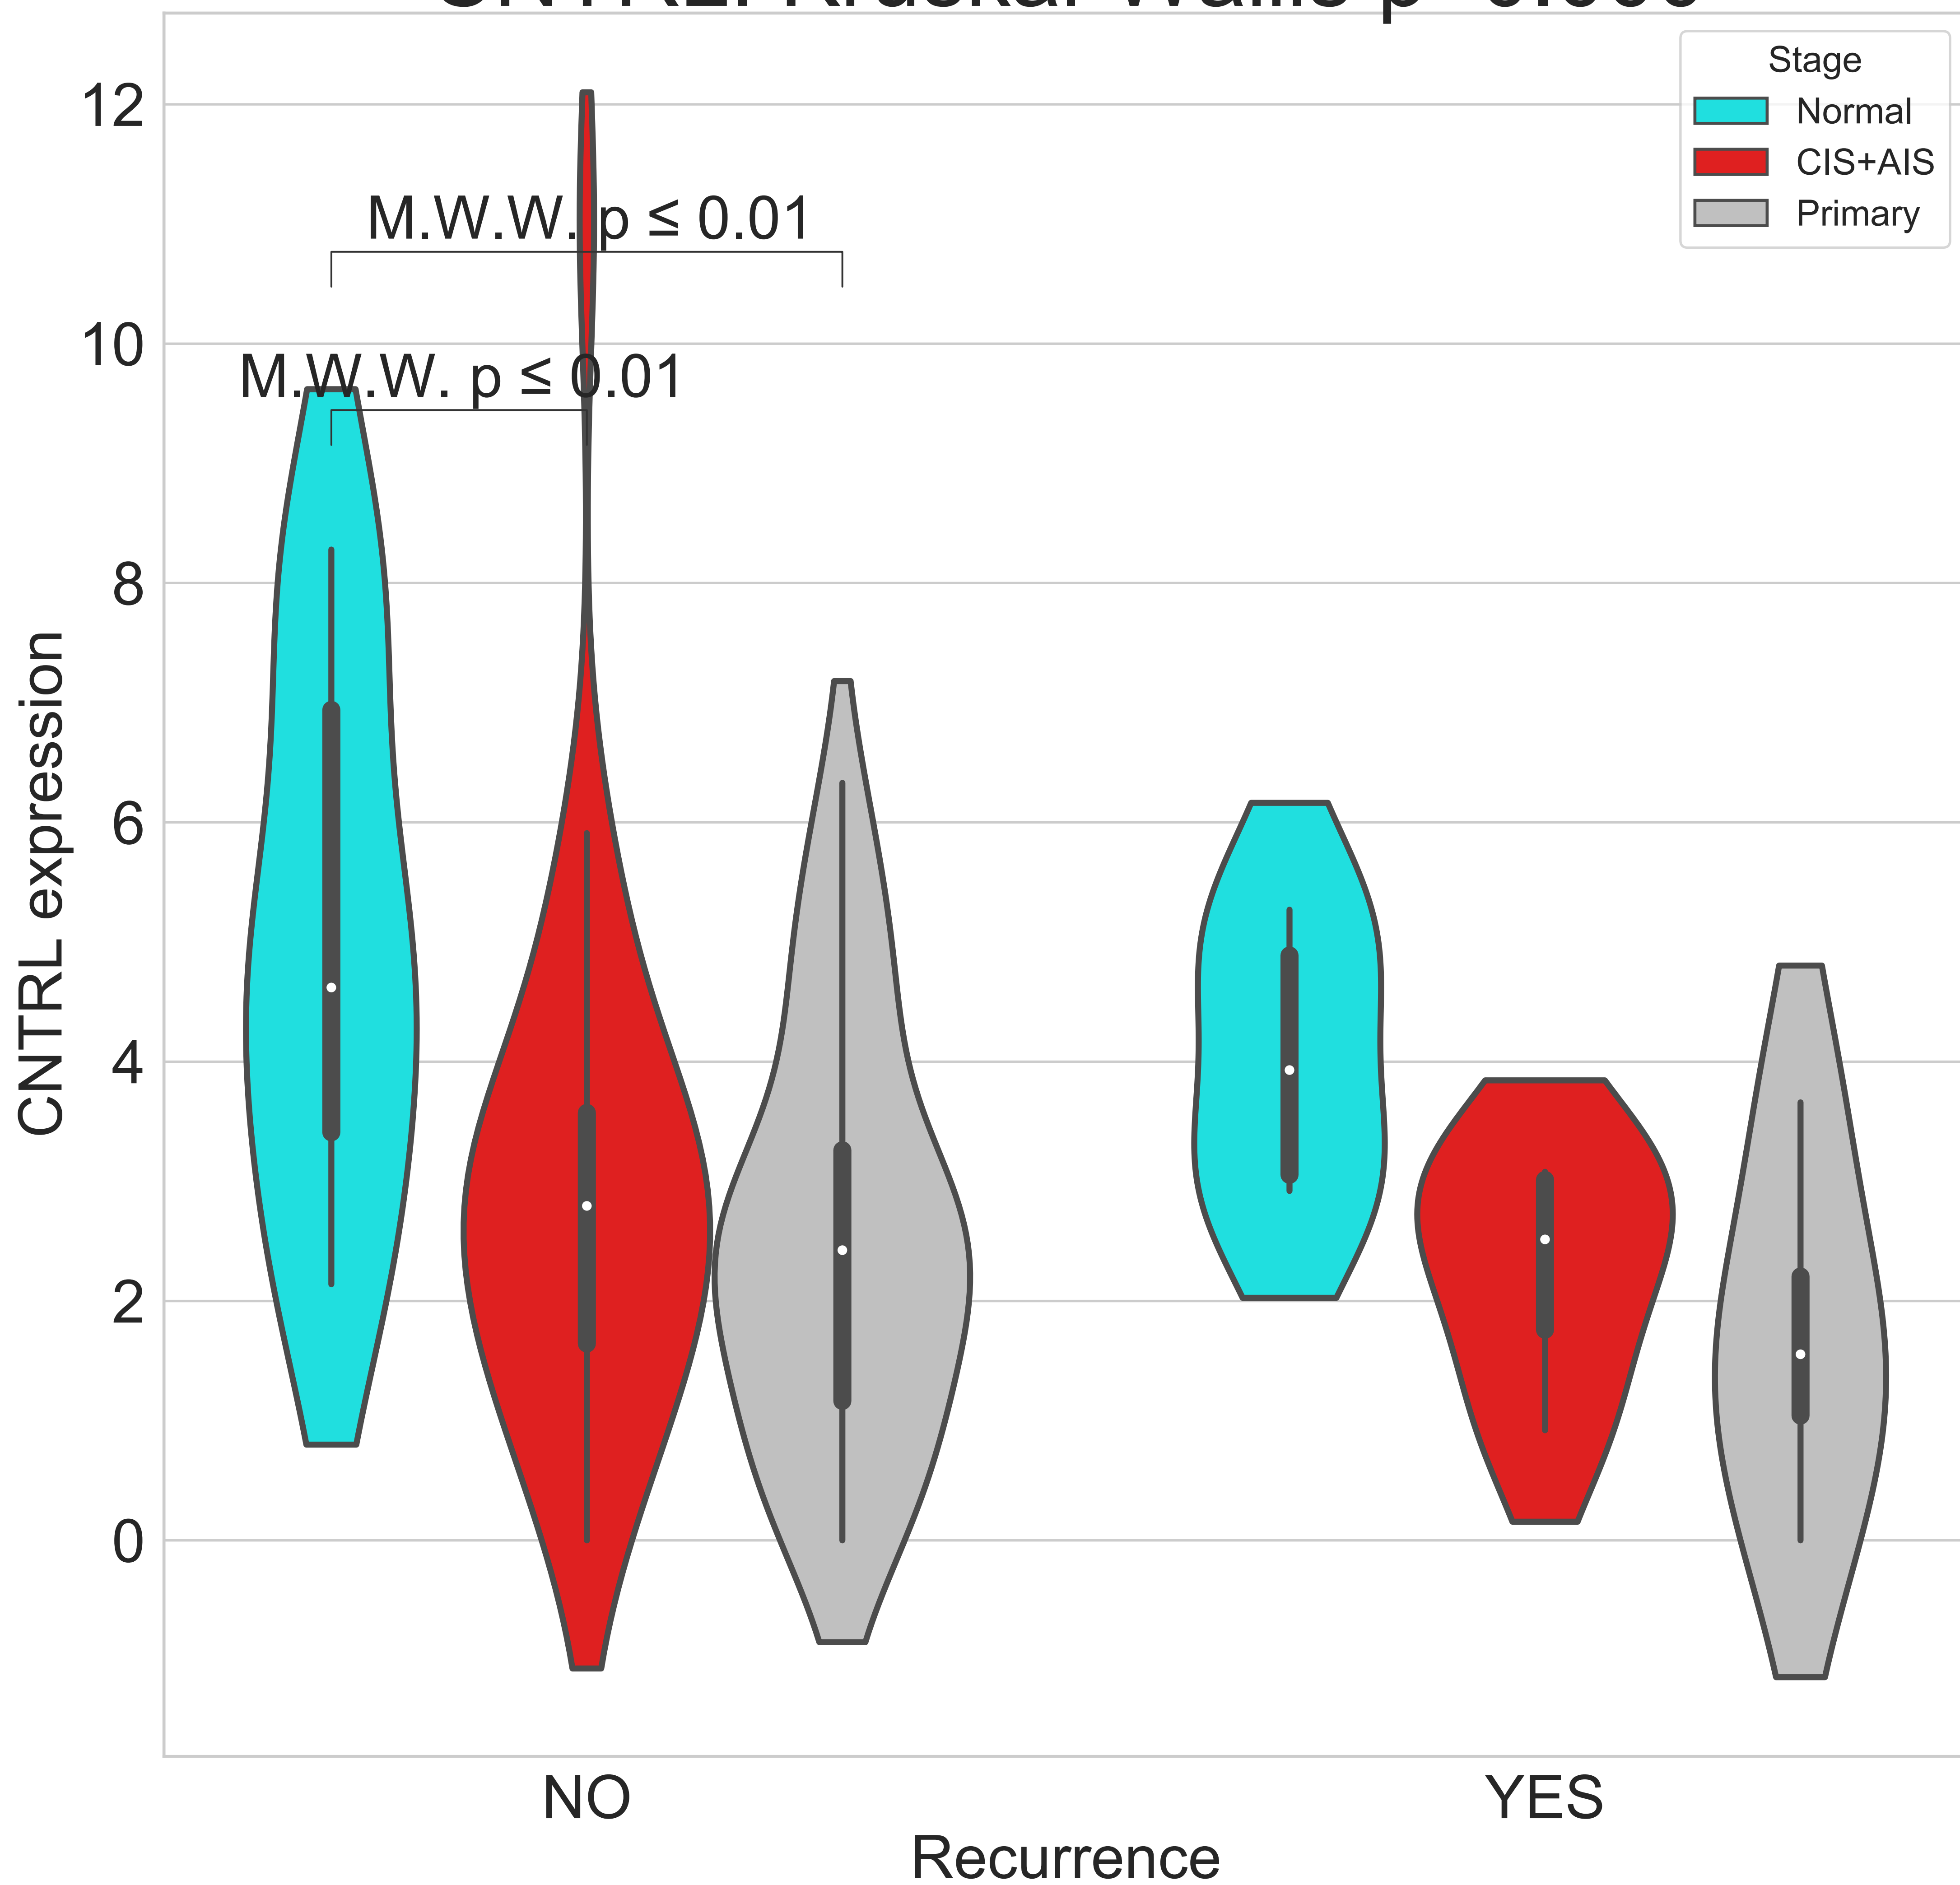 12
10
8
6
4
2
0
CNTRL expression
M.W.W. p ≤ 0.01
M.W.W. p ≤ 0.01
Stage
Normal
CIS+AIS
Primary
NO
YES
Recurrence